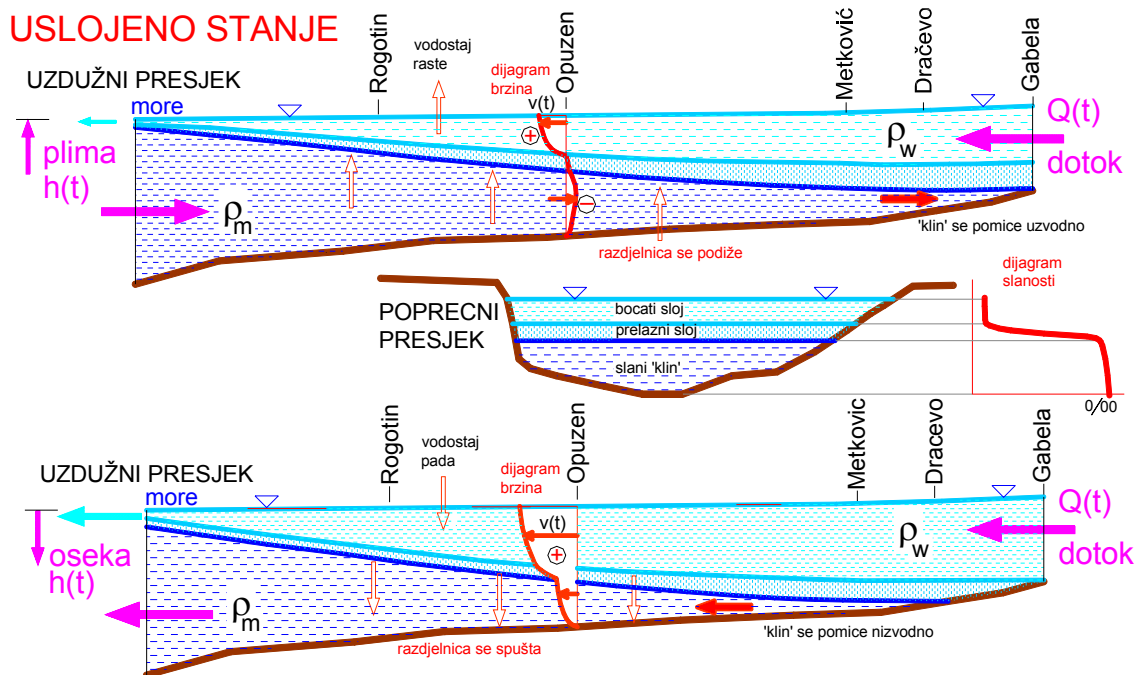 USLOJENO STANJE
UZDUŽNI PRESJEK
more
Rogotin
vodostaj
raste
dijagram
brzina
v(t)
Opuzen
Metković
Dračevo
Gabela
Q(t)
dotok
plima
h(t)
+
ρw
ρm
−
'klin' se pomice uzvodno
razdjelnica se podiže
POPRECNI
PRESJEK
bocati sloj
prelazni sloj
slani 'klin'
dijagram
slanosti
0/00
UZDUŽNI PRESJEK
more
Rogotin
vodostaj
pada
dijagram
brzina
v(t)
Opuzen
Metkovic
Dracevo
Gabela
Q(t)
dotok
oseka
h(t)
+
ρw
ρm
'klin' se pomice nizvodno
razdjelnica se spušta